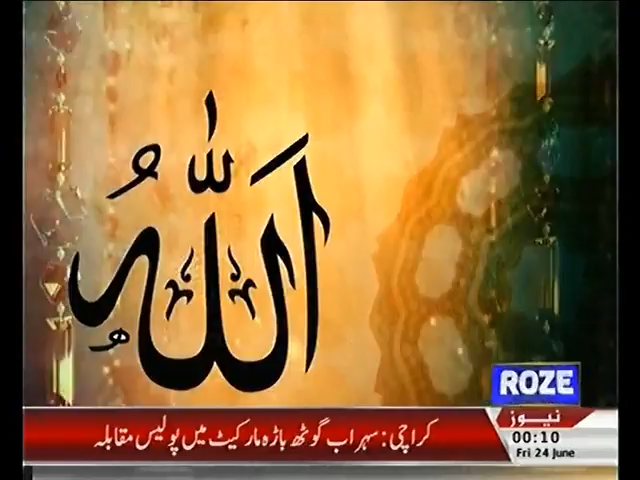 اللهُ
ROZE
نیوز
کراچی: سہراب گوٹھ باڑہ مارکیٹ میں پولیس مقابلہ
00:10
Fri 24 June